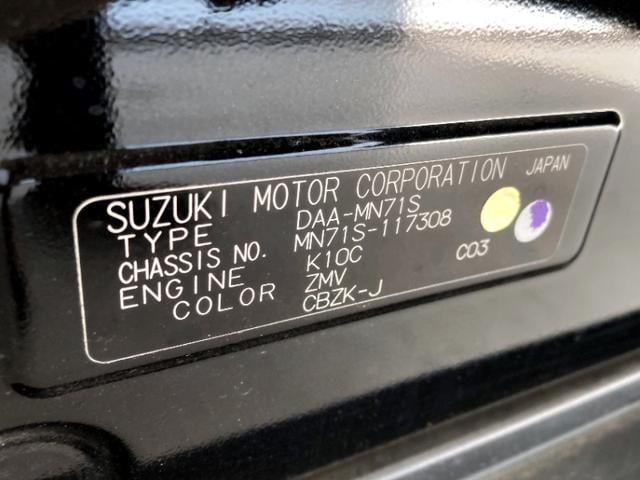 SUZUKI MOTOR CORPORATION JAPAN
TYPE DAA-MN71S
CHASSIS NO. MN71S-117308
ENGINE K10C
COLOR ZMV C03
CBZK-J